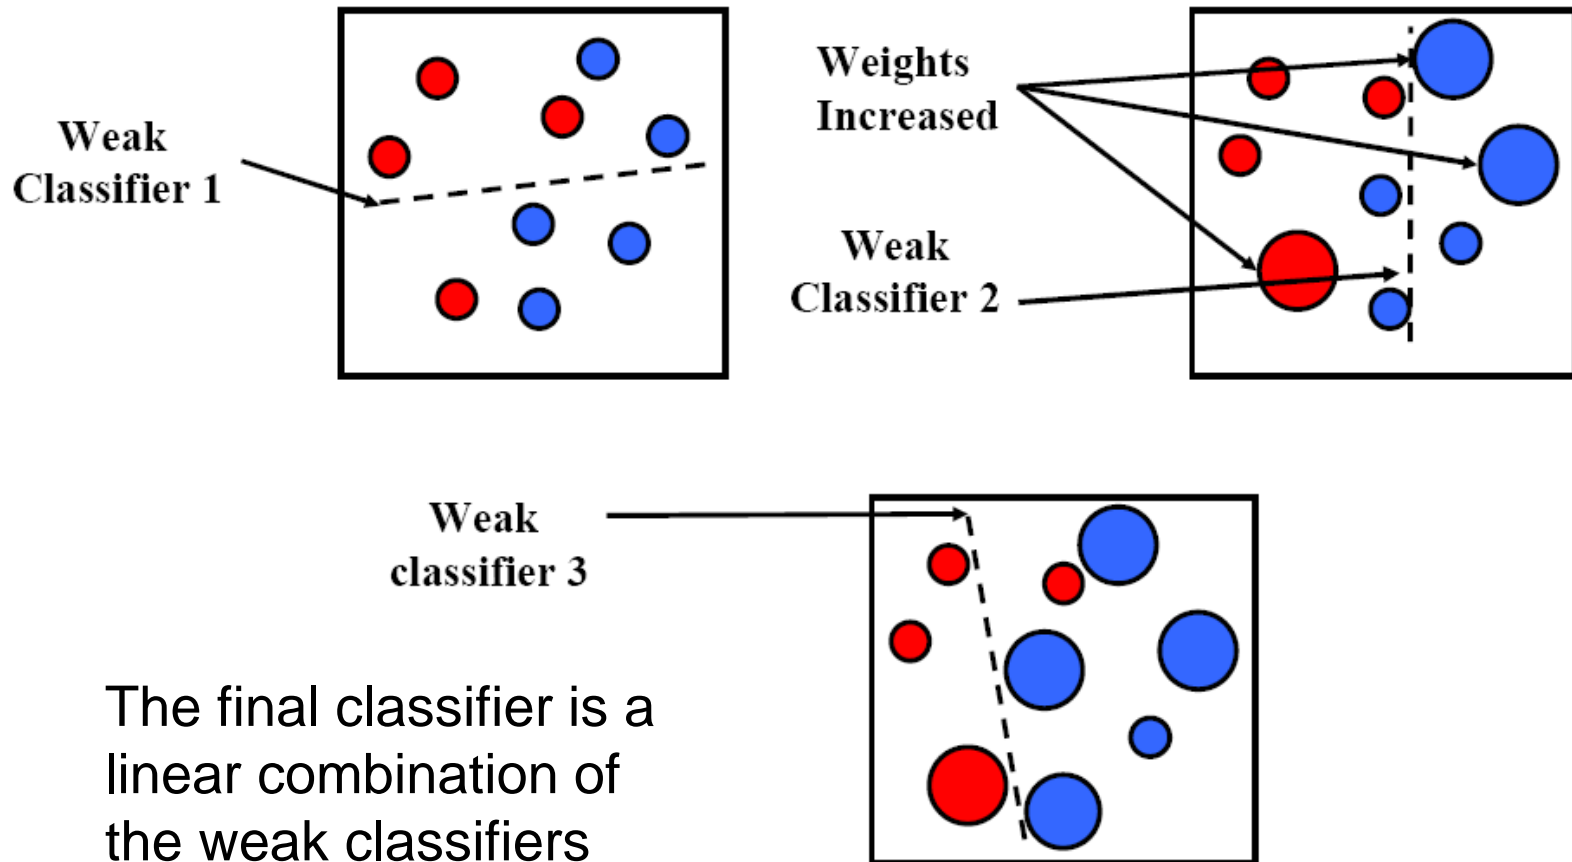 Weak
Classifier 1
Weights
Increased
Weak
Classifier 2
Weak
classifier 3
The final classifier is a
linear combination of
the weak classifiers